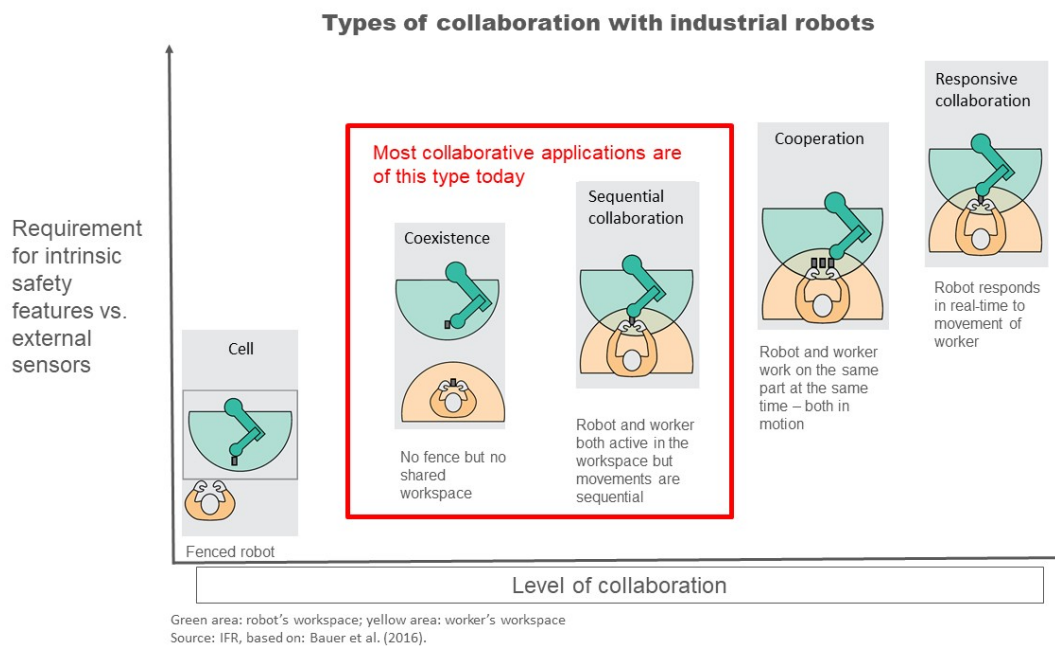 Types of collaboration with industrial robots
Responsive
collaboration
Cooperation
Most collaborative applications are
of this type today
Sequential
collaboration
Coexistence
Requirement
for intrinsic
safety
features vs.
external
sensors
Cell
Robot responds
in real-time to
movement of
worker
Robot and worker
work on the same
part at the same
time – both in
motion
Robot and worker
both active in the
workspace but
movements are
sequential
No fence but no
shared
workspace
Fenced robot
Level of collaboration
Green area: robot's workspace; yellow area: worker's workspace
Source: IFR, based on: Bauer et al. (2016).